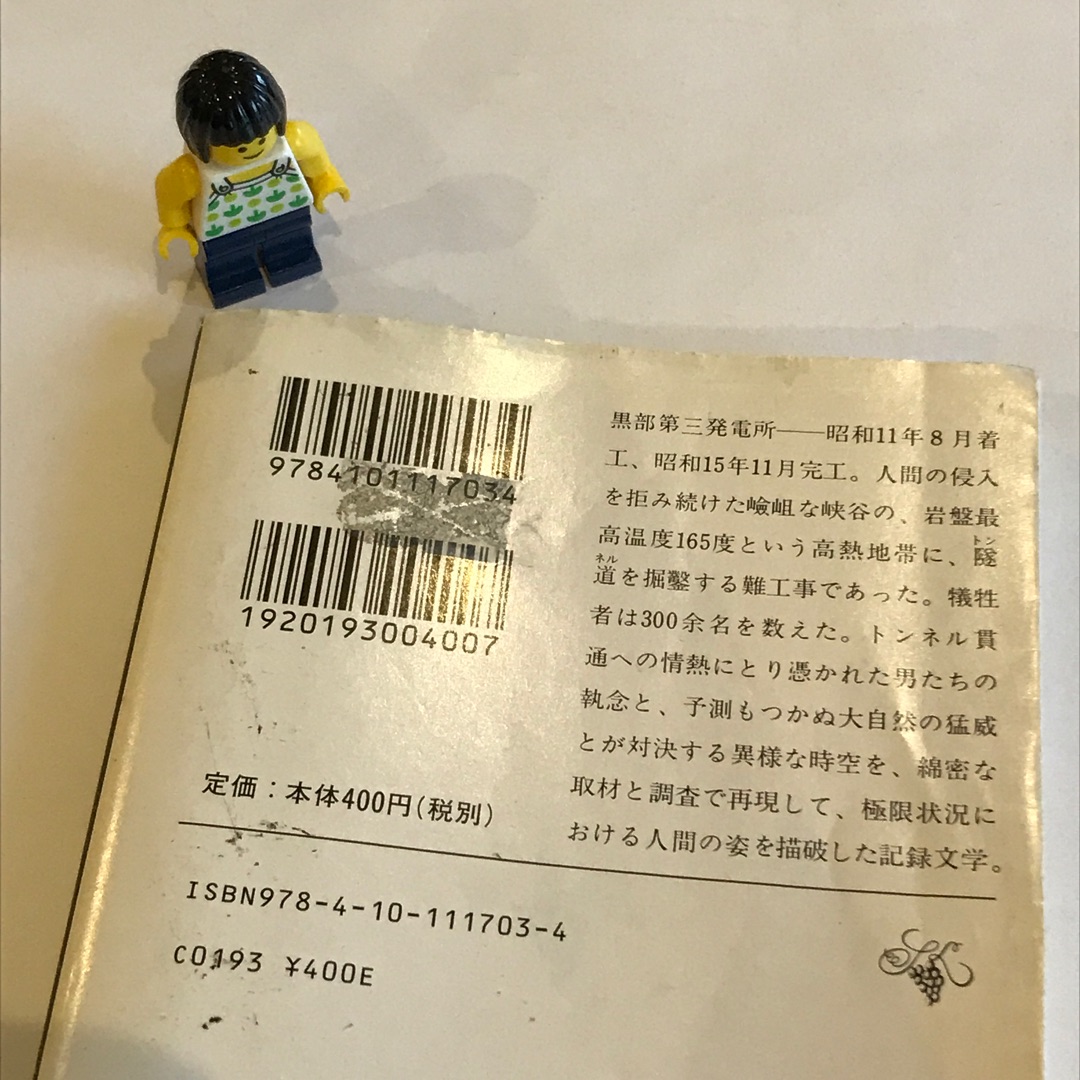 9784101117034
1920193004007
定価：本体400円(税別)
ISBN978-4-10-111703-4
C0193 ¥400E
黒部第三発電所——昭和11年8月着
工、昭和15年11月完工。人間の侵入
を拒み続けた嶮岨な峡谷の、岩盤最
高温度165度という高熱地帯に、隧
トン
道を掘鑿する難工事であった。犠牲
ネル
者は300余名を数えた。トンネル貫
通への情熱にとり憑かれた男たちの
執念と、予測もつかぬ大自然の猛威
とが対決する異様な時空を、綿密な
取材と調査で再現して、極限状況に
おける人間の姿を描破した記録文学。